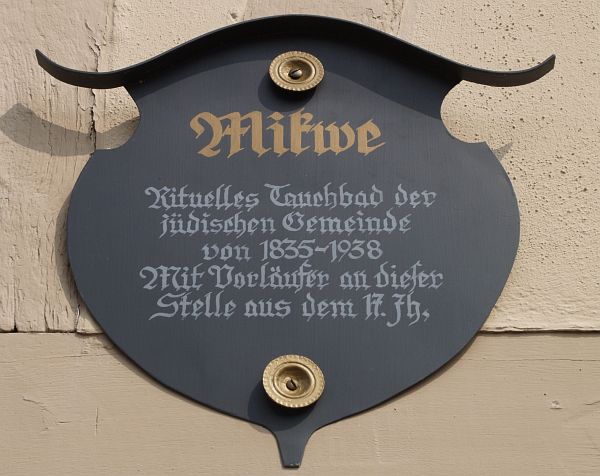 Mikwe
Rituelles Tauchbad der
jüdischen Gemeinde
von 1835-1938
Mit Vorläufer an dieser
Stelle aus dem 17. Jh.